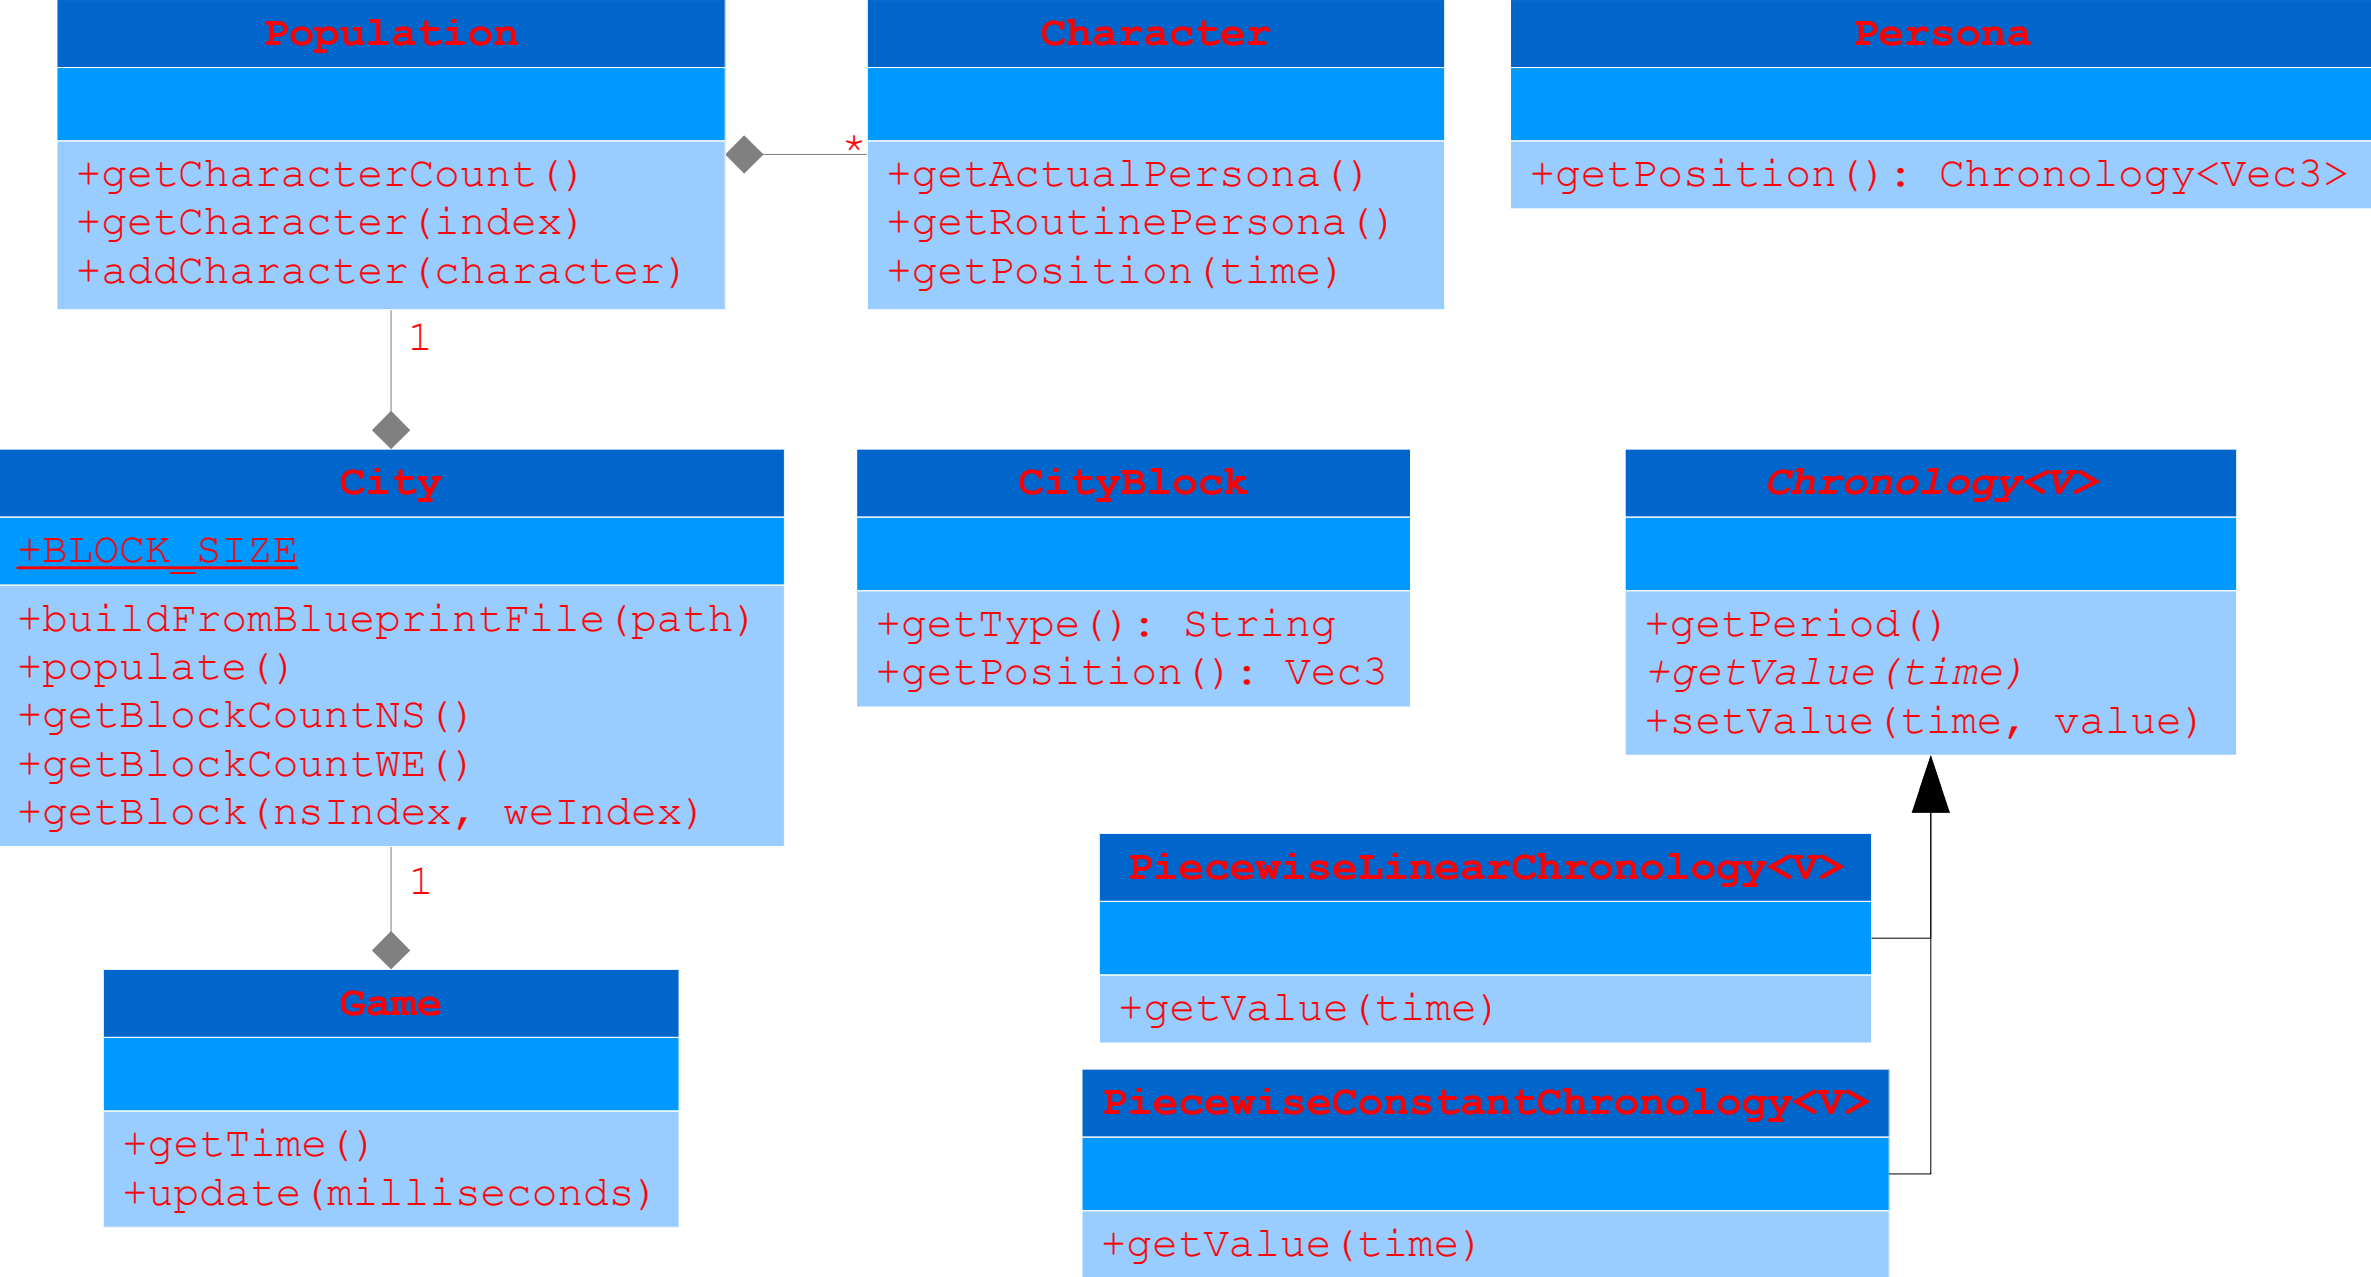 Population
+getCharacterCount()
+getCharacter(index)
+addCharacter(character)
*
Character
+getActualPersona()
+getRoutinePersona()
+getPosition(time)
Persona
+getPosition(): Chronology<Vec3>
1
City
+BLOCK_SIZE
+buildFromBlueprintFile(path)
+populate()
+getBlockCountNS()
+getBlockCountWE()
+getBlock(nsIndex, weIndex)
CityBlock
+getType(): String
+getPosition(): Vec3
Chronology<V>
+getPeriod()
+getValue(time)
+setValue(time, value)
1
Game
+getTime()
+update(milliseconds)
PiecewiseLinearChronology<V>
+getValue(time)
PiecewiseConstantChronology<V>
+getValue(time)